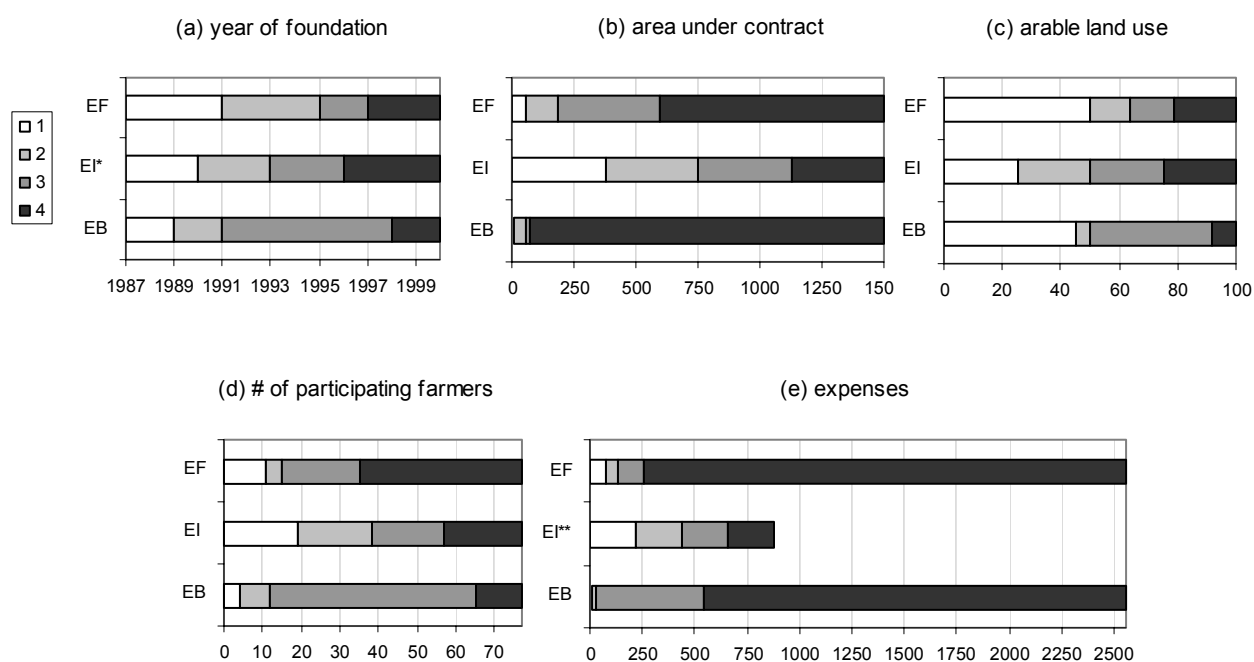 (a) year of foundation
(b) area under contract
(c) arable land use
1
2
3
4
EF
EI*
EB
1987 1989 1991 1993 1995 1997 1999
EF
EI
EB
0 250 500 750 1000 1250 150
EF
EI
EB
0 20 40 60 80 100
(d) # of participating farmers
(e) expenses
EF
EI
EB
0 10 20 30 40 50 60 70
EF
EI**
EB
0 250 500 750 1000 1250 1500 1750 2000 2250 2500